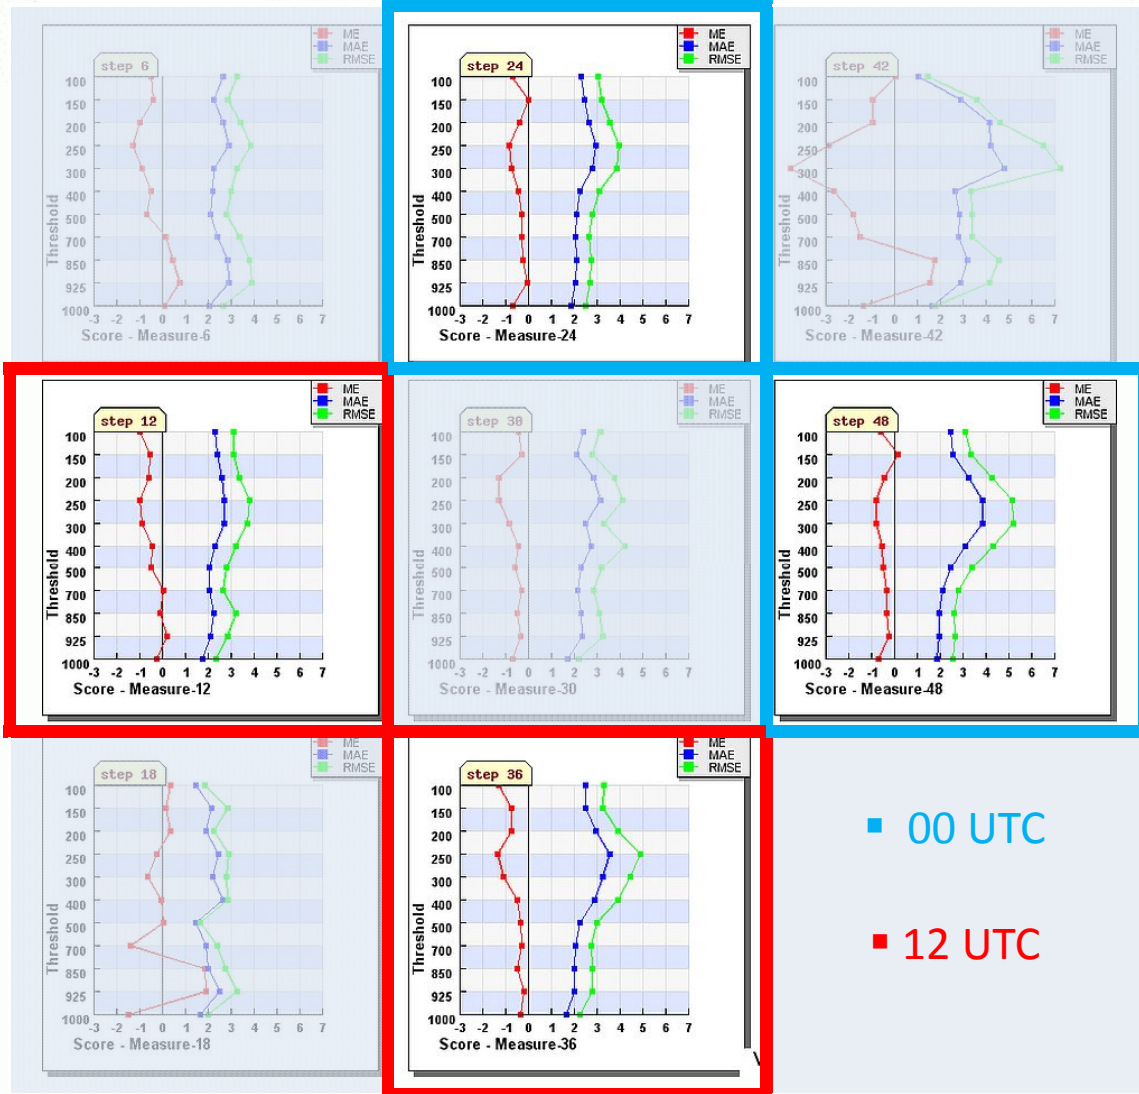 ME
MAE
RMSE
step 6
100
150
200
250
300
400
500
700
850
925
1000
Threshold
-3 -2 -1 0 1 2 3 4 5 6 7
Score - Measure-6
ME
MAE
RMSE
step 24
100
150
200
250
300
400
500
700
850
925
1000
Threshold
-3 -2 -1 0 1 2 3 4 5 6 7
Score - Measure-24
ME
MAE
RMSE
step 42
100
150
200
250
300
400
500
700
850
925
1000
Threshold
-3 -2 -1 0 1 2 3 4 5 6 7
Score - Measure-42
ME
MAE
RMSE
step 12
100
150
200
250
300
400
500
700
850
925
1000
Threshold
-3 -2 -1 0 1 2 3 4 5 6 7
Score - Measure-12
ME
MAE
RMSE
step 30
100
150
200
250
300
400
500
700
850
925
1000
Threshold
-3 -2 -1 0 1 2 3 4 5 6 7
Score - Measure-30
ME
MAE
RMSE
step 48
100
150
200
250
300
400
500
700
850
925
1000
Threshold
-3 -2 -1 0 1 2 3 4 5 6 7
Score - Measure-48
ME
MAE
RMSE
step 18
100
150
200
250
300
400
500
700
850
925
1000
Threshold
-3 -2 -1 0 1 2 3 4 5 6 7
Score - Measure-18
ME
MAE
RMSE
step 36
100
150
200
250
300
400
500
700
850
925
1000
Threshold
-3 -2 -1 0 1 2 3 4 5 6 7
Score - Measure-36
00 UTC
12 UTC